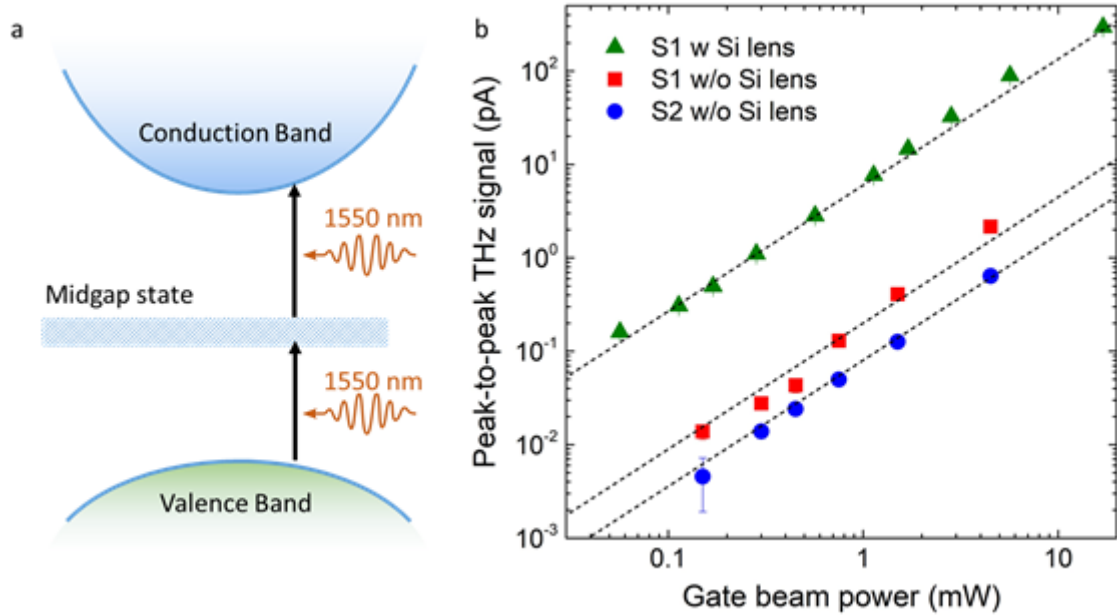 a
Conduction Band
1550 nm
Midgap state
1550 nm
Valence Band
b
S1 w Si lens
S1 w/o Si lens
S2 w/o Si lens
Peak-to-peak THz signal (pA)
10²
10¹
10⁰
10⁻¹
10⁻²
10⁻³
0.1
1
10
Gate beam power (mW)